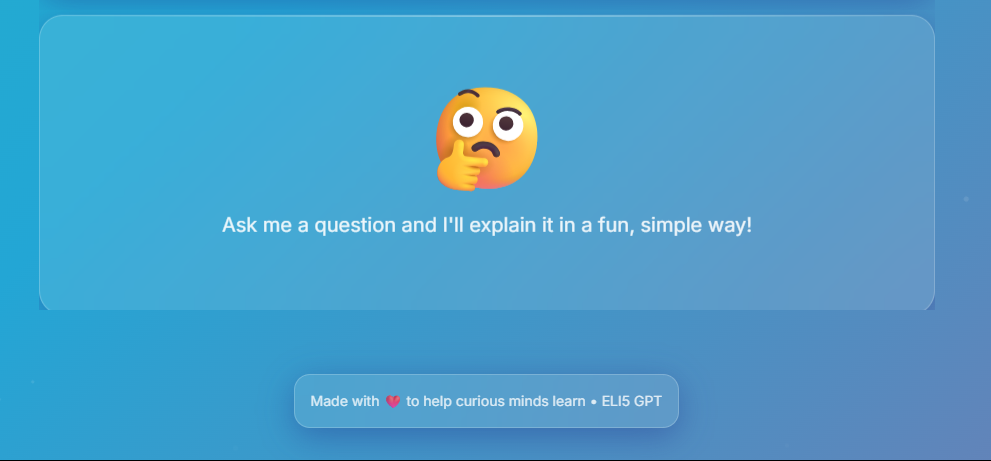 Ask me a question and I'll explain it in a fun, simple way!
Made with 💔 to help curious minds learn • ELI5 GPT